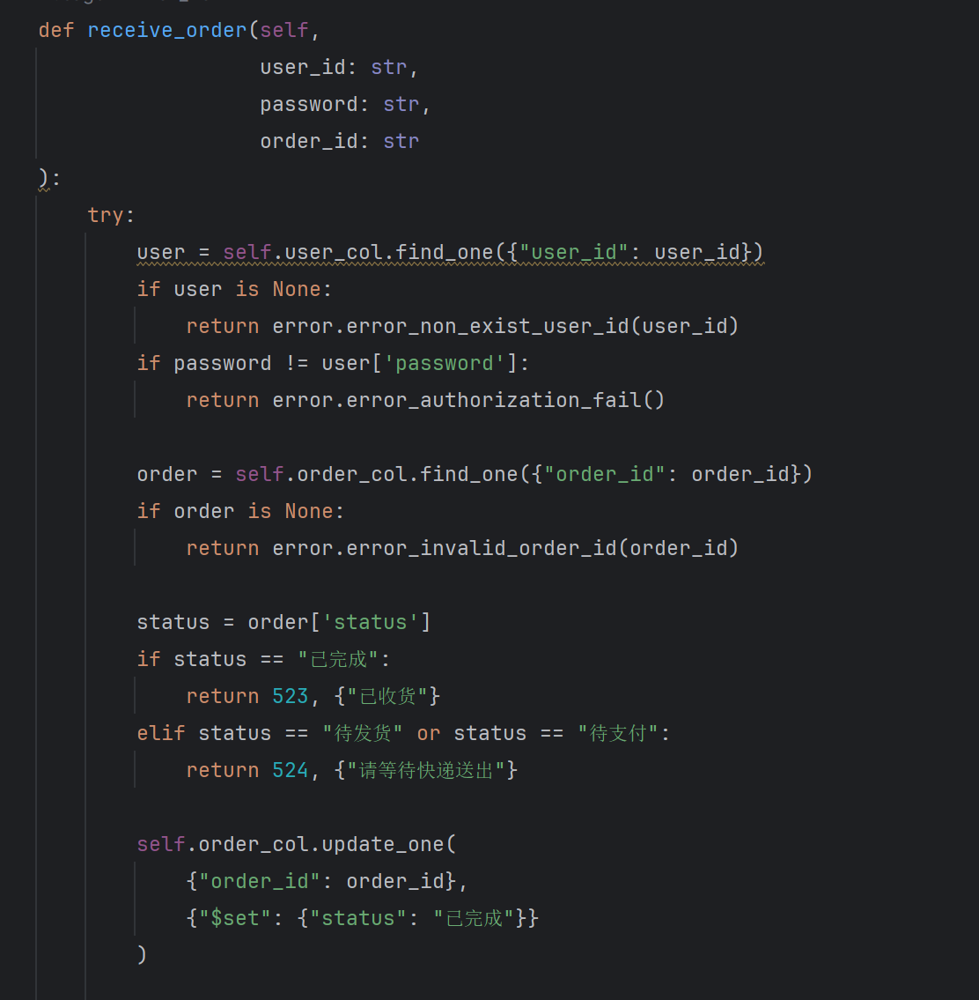 def receive_order(self,
user_id: str,
password: str,
order_id: str
):
try:
user = self.user_col.find_one({"user_id": user_id})
if user is None:
return error.error_non_exist_user_id(user_id)
if password != user['password']:
return error.error_authorization_fail()
order = self.order_col.find_one({"order_id": order_id})
if order is None:
return error.error_invalid_order_id(order_id)
status = order['status']
if status == "已完成":
return 523, {"已收货"}
elif status == "待发货" or status == "待支付":
return 524, {"请等待快递送出"}
self.order_col.update_one(
{"order_id": order_id},
{"$set": {"status": "已完成"}}
)